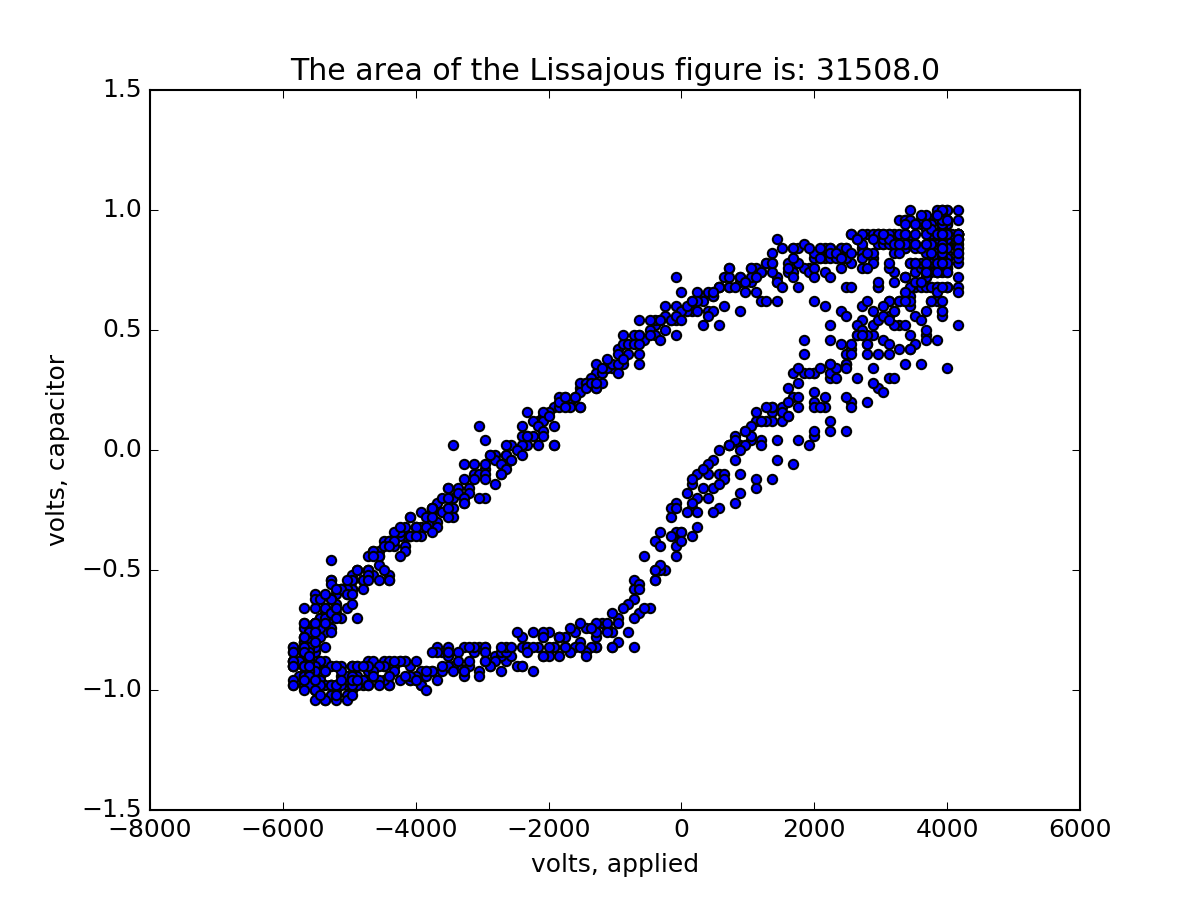 The area of the Lissajous figure is: 31508.0
1.5
1.0
0.5
0.0
−0.5
−1.0
−1.5
volts, capacitor
−8000 −6000 −4000 −2000 0 2000 4000 6000
volts, applied